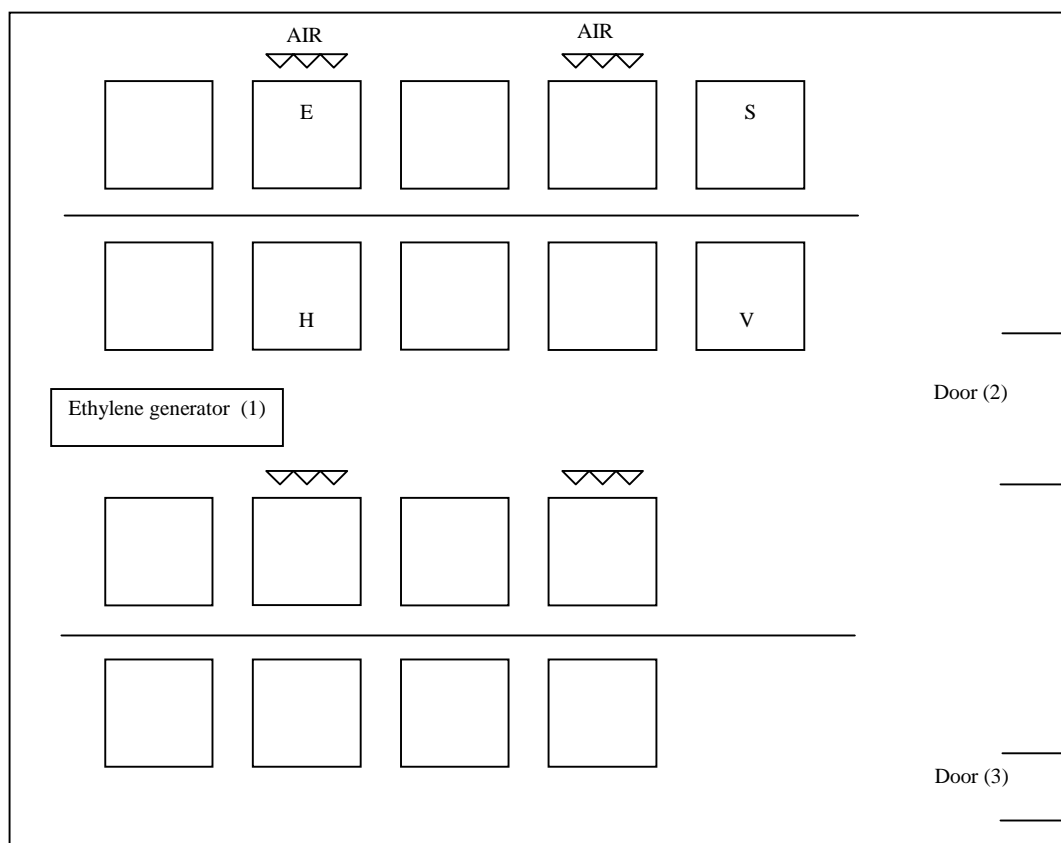 AIR
AIR
E
S
H
V
Ethylene generator (1)
Door (2)
Door (3)